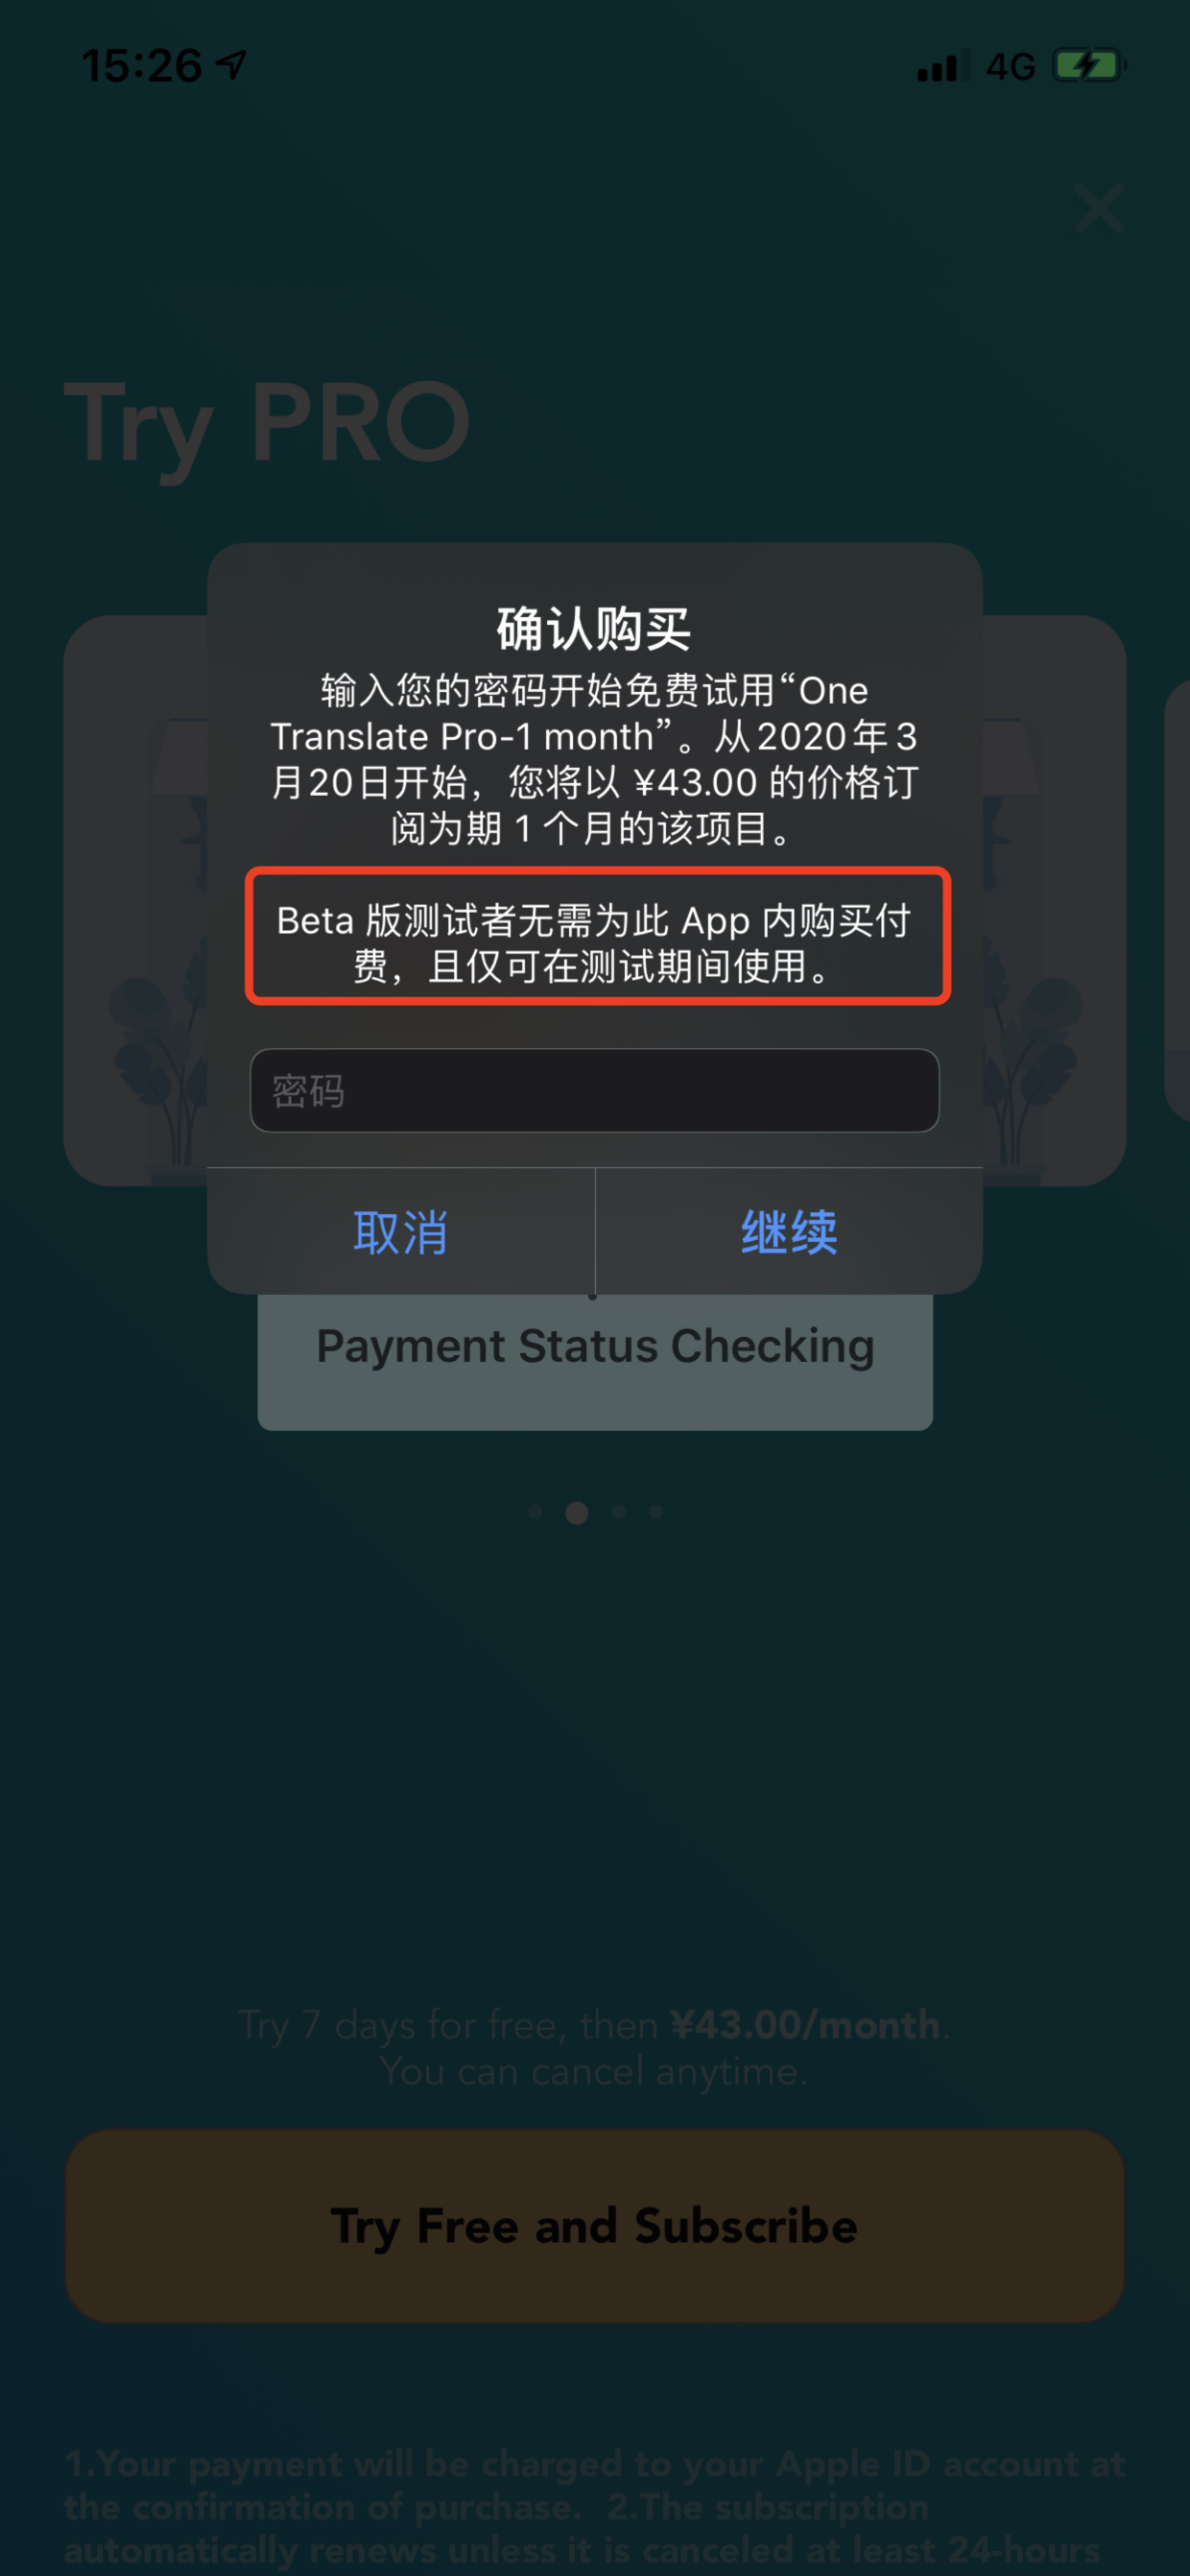 15:26
4G
Try PRO
确认购买
输入您的密码开始免费试用“One
Translate Pro-1 month”。从2020年3
月20日开始，您将以 ¥43.00 的价格订
阅为期 1 个月的该项目。
Beta 版测试者无需为此 App 内购买付
费，且仅可在测试期间使用。
密码
取消
继续
Payment Status Checking
Try 7 days for free, then ¥43.00/month.
You can cancel anytime.
Try Free and Subscribe
1.Your payment will be charged to your Apple ID account at
the confirmation of purchase. 2.The subscription
automatically renews unless it is canceled at least 24-hours